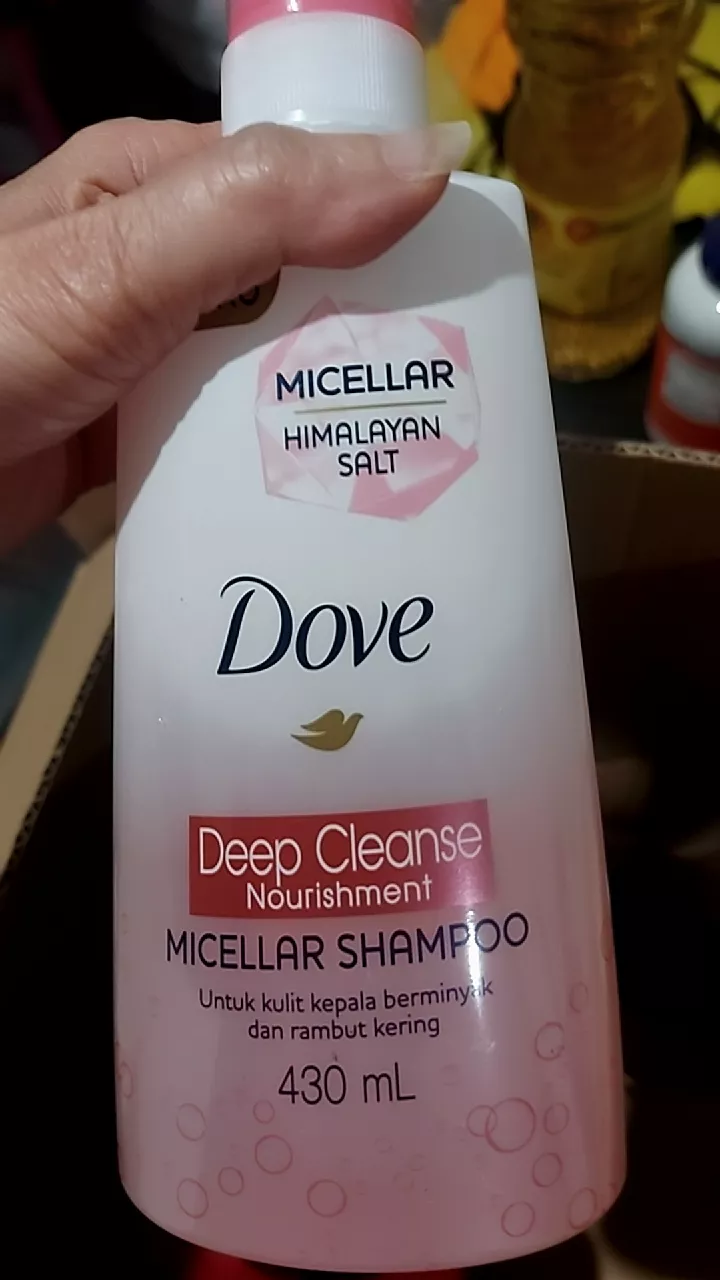 MICELLAR
HIMALAYAN
SALT
Dove
Deep Cleanse
Nourishment
MICELLAR SHAMPOO
Untuk kulit kepala berminyak
dan rambut kering
430 mL